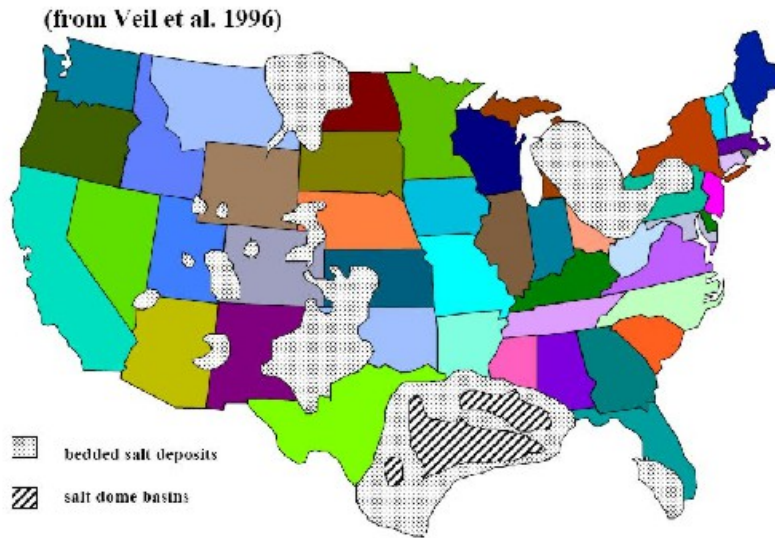 (from Veil et al. 1996)
bedded salt deposits
salt dome basins